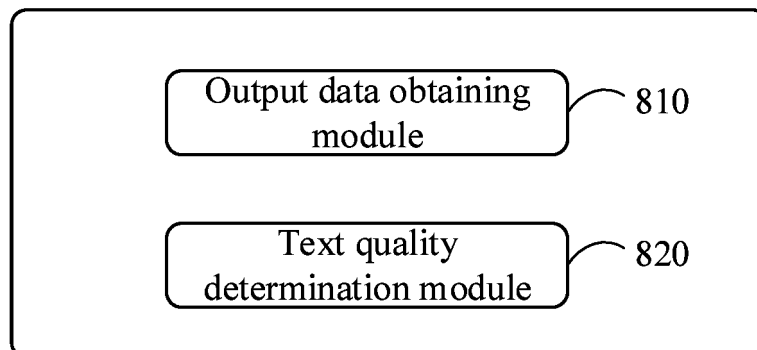 Output data obtaining
module
810
Text quality
determination module
820